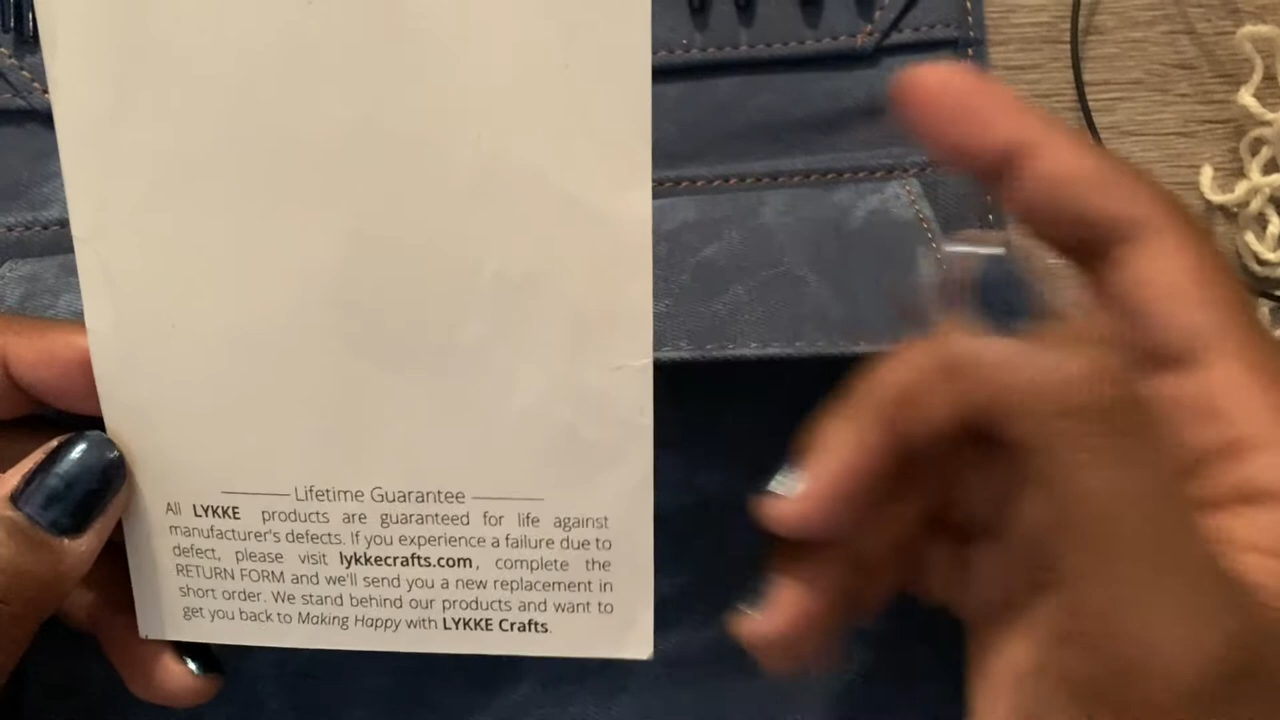 Lifetime Guarantee
All LYKKE products are guaranteed for life against
manufacturer's defects. If you experience a failure due to
defect, please visit lykkecrafts.com, complete the
RETURN FORM and we'll send you a new replacement in
short order. We stand behind our products and want to
get you back to Making Happy with LYKKE Crafts.